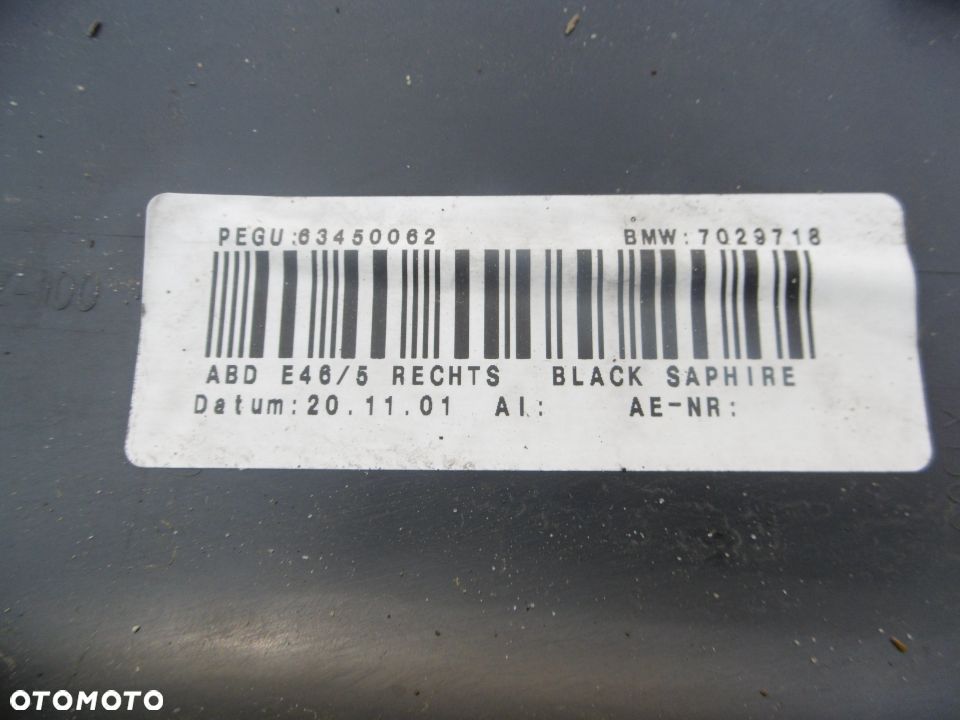 PEGU:63450062 BMW:7029718
ABD E46/5 RECHTS BLACK SAPHIRE
Datum:20.11.01 AI: AE-NR:
OTOMOTO